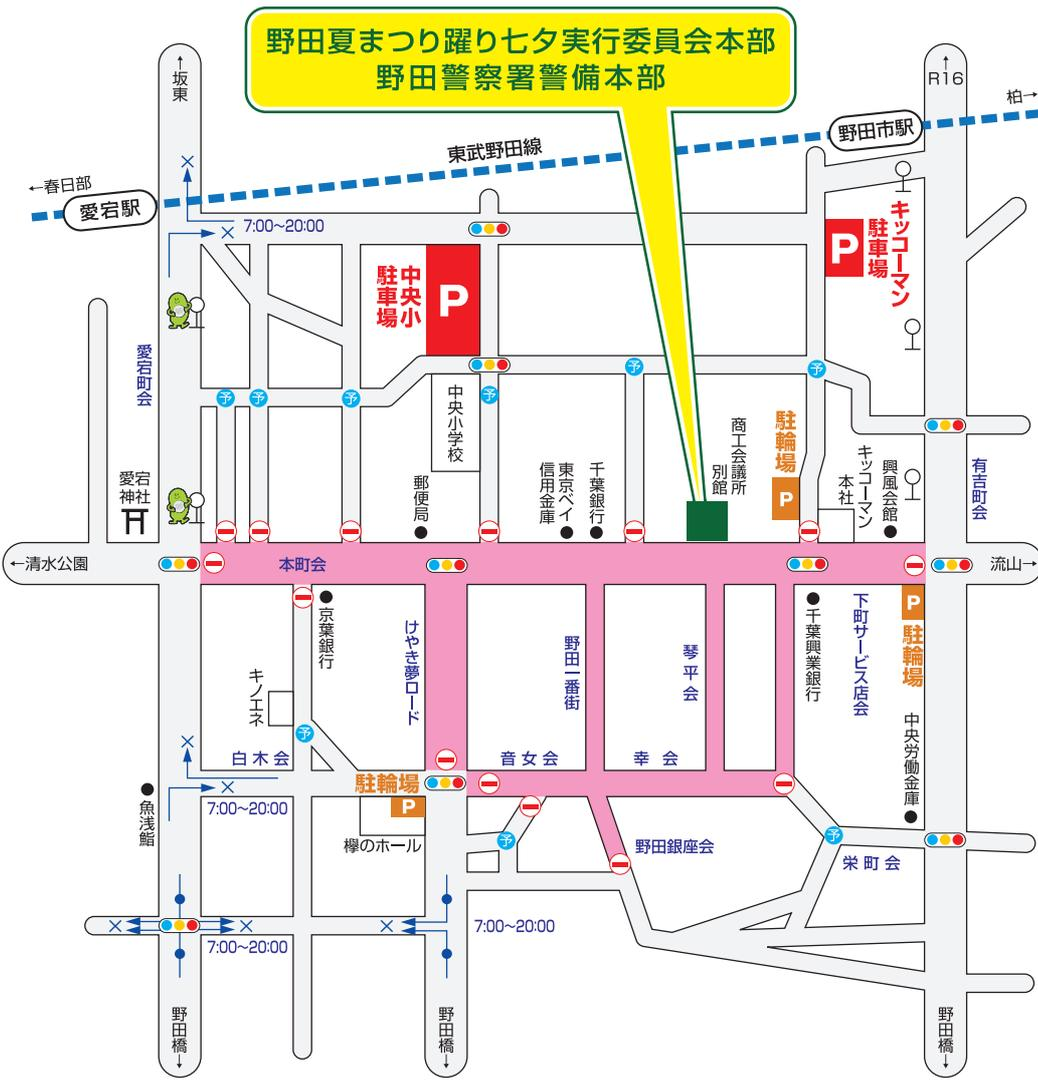 野田夏まつり躍り七夕実行委員会本部
野田警察署警備本部
↑坂東
↑R16
柏→
野田市駅
東武野田線
←春日部
愛宕駅
7:00〜20:00
キッコーマン
駐車場
P
中央小
駐車場
P
愛宕町会
予
予
予
予
予
予
中央小学校
商工会議所
別館
駐輪場
P
愛宕
神社
郵便局
東京ベイ
信用金庫
千葉銀行
キッコーマン
本社
興風会館
有吉町会
←清水公園
本町会
流山→
京葉銀行
けやき夢ロード
野田一番街
琴平会
千葉興業銀行
下町サービス店会
P
駐輪場
キノエネ
予
中央労働金庫
白木会
音女会
幸会
駐輪場
P
7:00〜20:00
魚浅鮨
欅のホール
予
野田銀座会
予
栄町会
7:00〜20:00
7:00〜20:00
野田橋↓
野田橋↓
野田橋↓